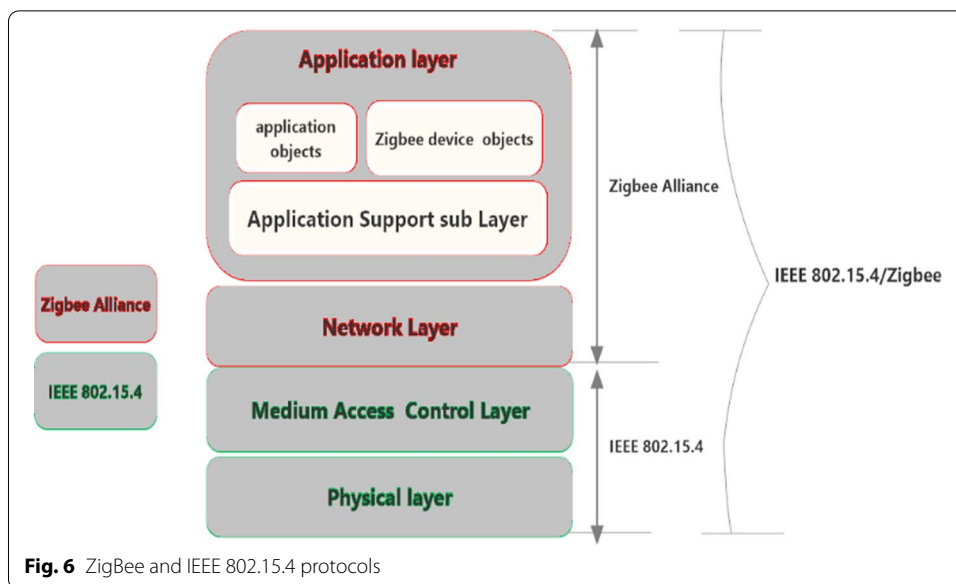 Application layer
application
objects
Zigbee device objects
Application Support sub Layer
Zigbee Alliance
IEEE 802.15.4/Zigbee
Zigbee Alliance
Network Layer
IEEE 802.15.4
Medium Access Control Layer
IEEE 802.15.4
Physical layer
Fig. 6 ZigBee and IEEE 802.15.4 protocols